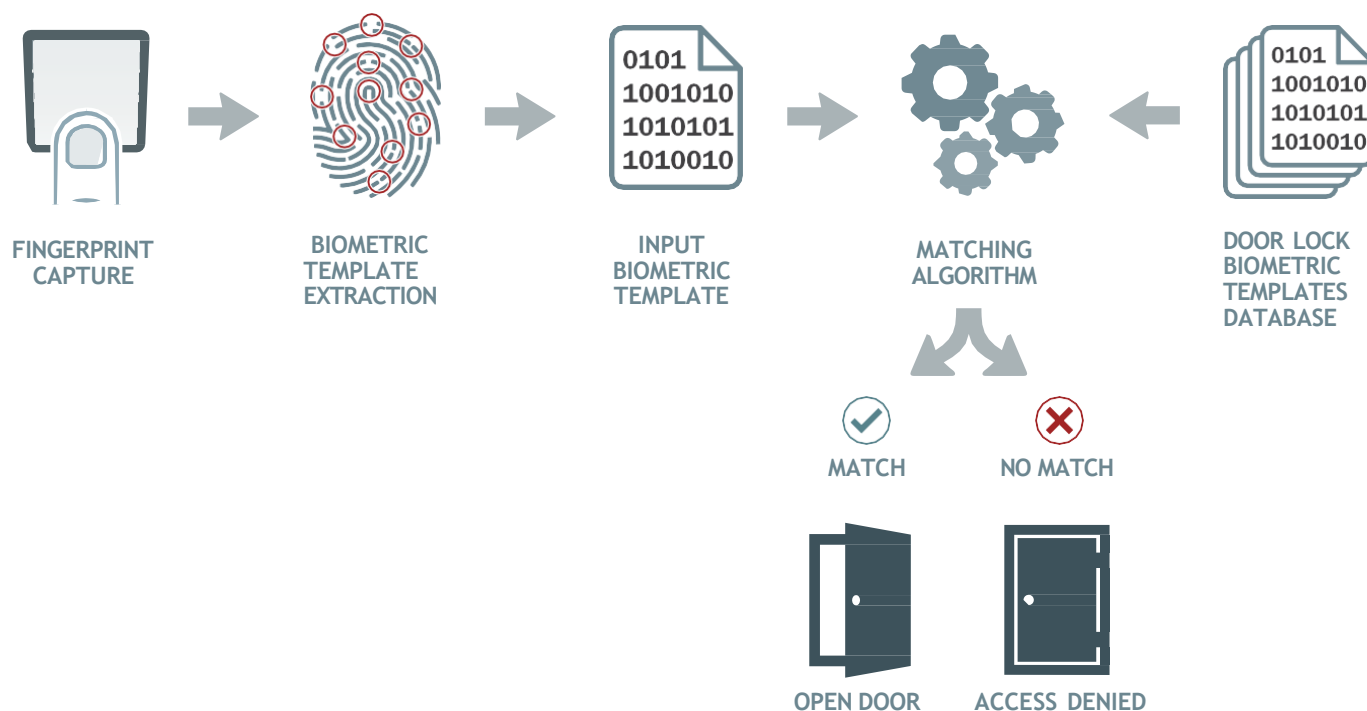 0101
1001010
1010101
1010010
0101
1001010
1010101
1010010
FINGERPRINT
CAPTURE
BIOMETRIC
TEMPLATE
EXTRACTION
INPUT
BIOMETRIC
TEMPLATE
MATCHING
ALGORITHM
DOOR LOCK
BIOMETRIC
TEMPLATES
DATABASE
MATCH
NO MATCH
OPEN DOOR
ACCESS DENIED